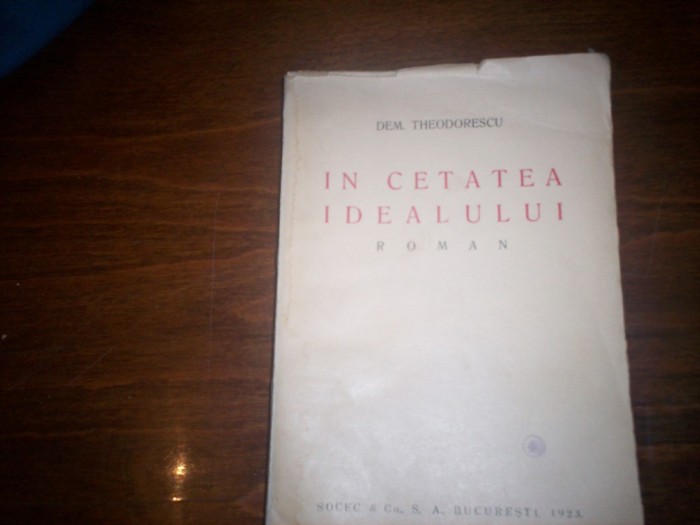 DEM. THEODORESCU
IN CETATEA
IDEALULUI
ROMAN
SOCEC & Co., S. A. BUCUREȘTI, 1923.